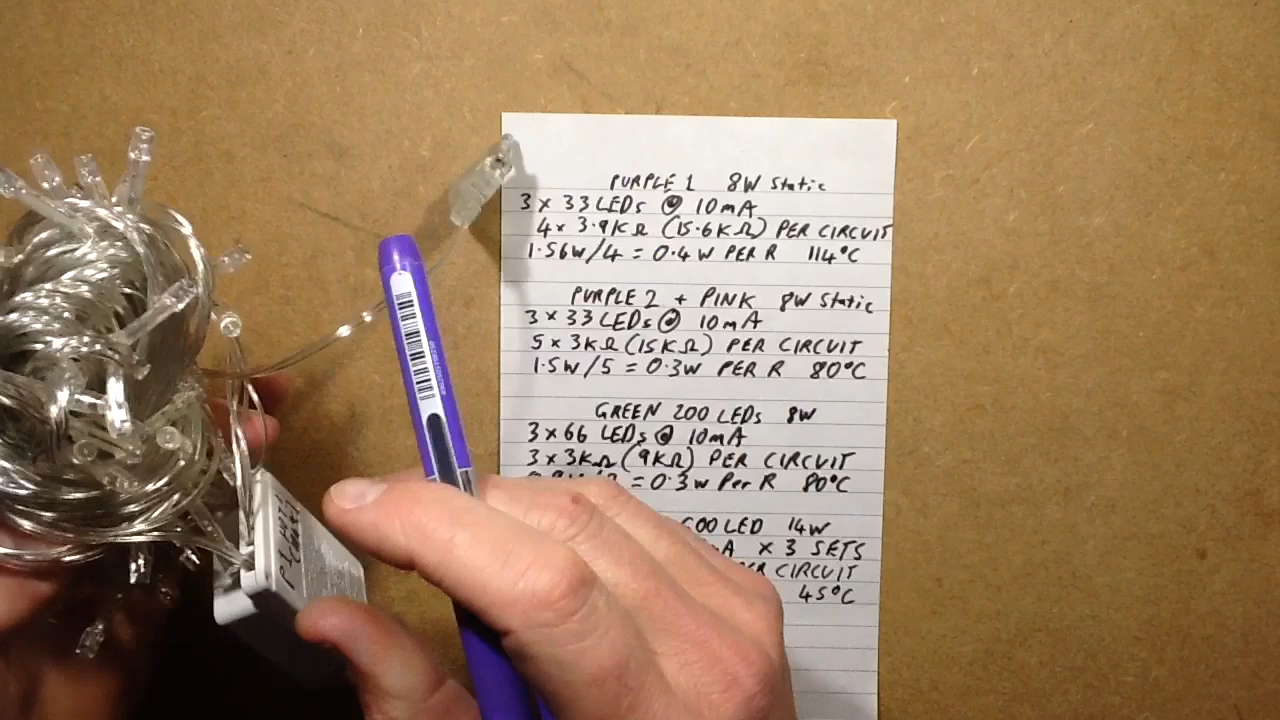 PURPLE 1 8W Static
3 x 33 LEDs @ 10mA
4 x 3.9KΩ (15.6KΩ) PER CIRCUIT
1.56W/4 = 0.4W PER R 114°C
PURPLE 2 + PINK 8W Static
3 x 33 LEDs @ 10mA
5 x 3KΩ (15KΩ) PER CIRCUIT
1.5W/5 = 0.3W PER R 80°C
GREEN 200 LEDs 8W
3 x 66 LEDs @ 10mA
3 x 3KΩ (9KΩ) PER CIRCUIT
= 0.3W Per R 80°C
LED 14W
x 3 SETS
CIRCUIT
45°C